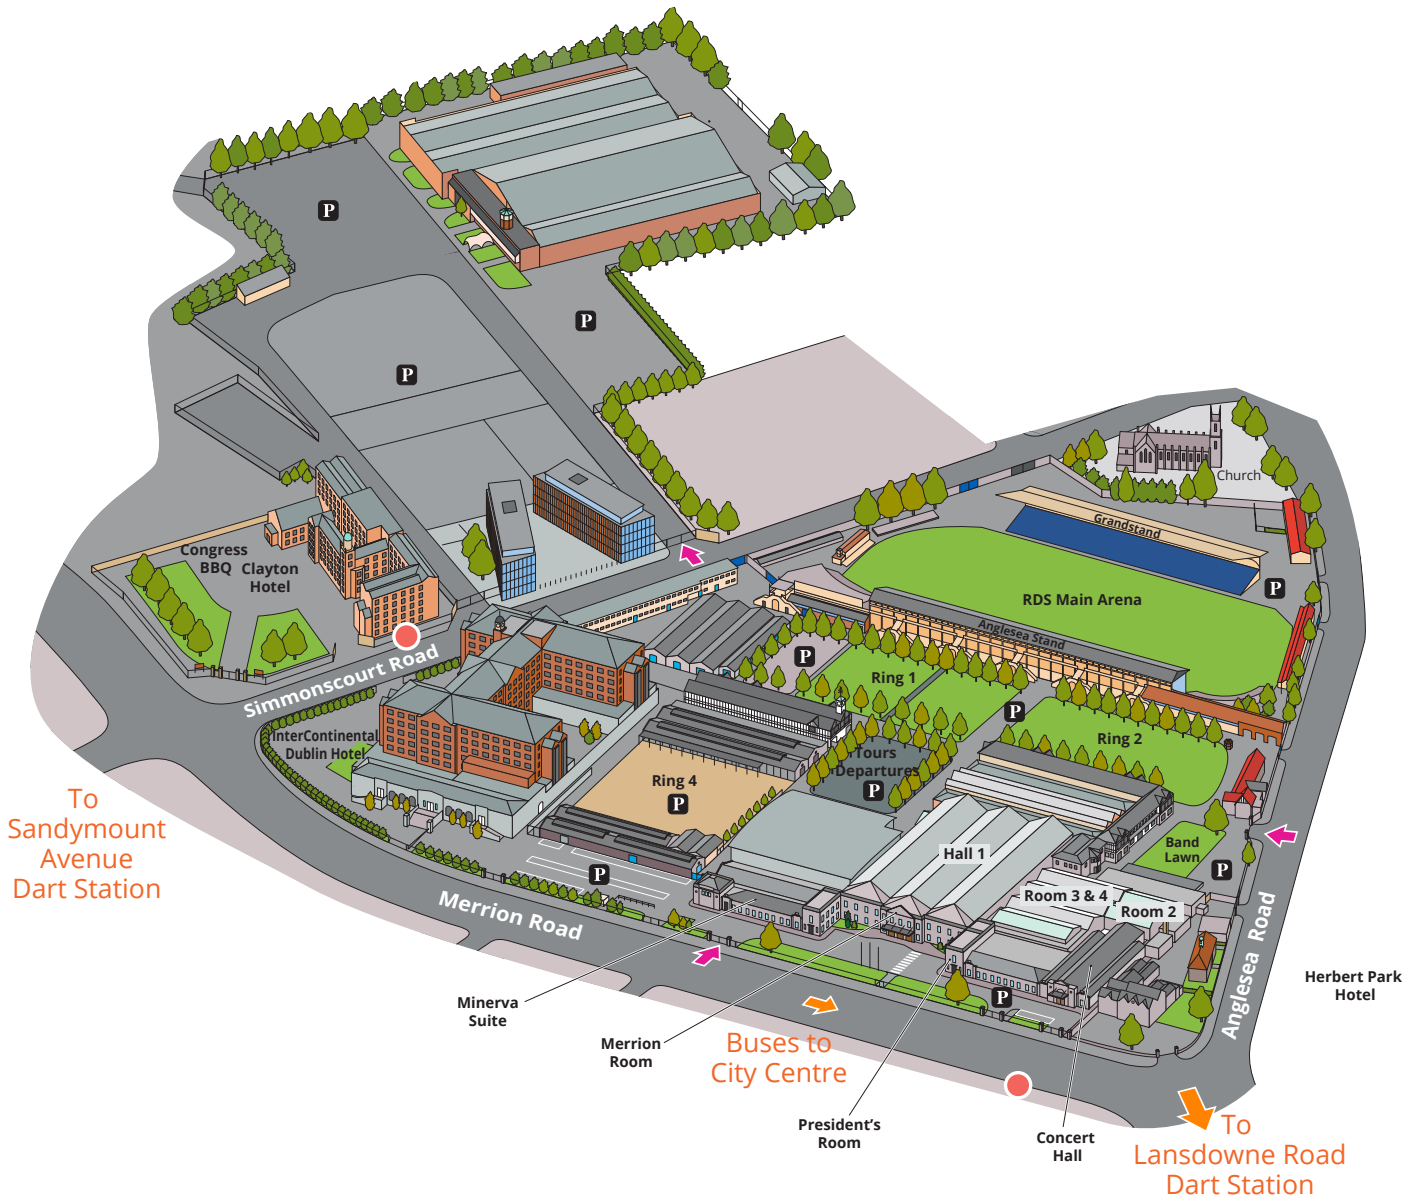 P
P
P
Church
Grandstand
Congress
BBQ
Clayton
Hotel
P
RDS Main Arena
Anglesea Stand
Simmonscourt Road
P
Ring 1
P
Ring 2
InterContinental
Dublin Hotel
Tours
Departures
P
Ring 4
P
To
Sandymount
Avenue
Dart Station
Hall 1
Band
Lawn
P
P
Room 3 & 4
Room 2
Merrion Road
Anglesea Road
P
Herbert Park
Hotel
Minerva
Suite
Merrion
Room
Buses to
City Centre
President's
Room
Concert
Hall
To
Lansdowne Road
Dart Station